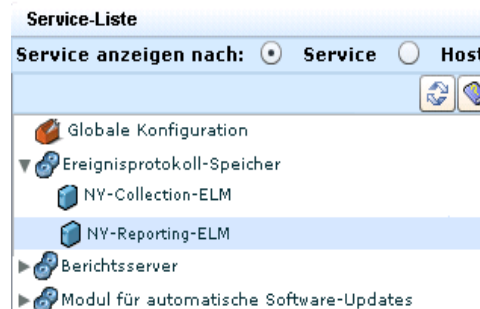 Service-Liste
Service anzeigen nach: Service Host
Globale Konfiguration
Ereignisprotokoll-Speicher
NY-Collection-ELM
NY-Reporting-ELM
Berichtsserver
Modul für automatische Software-Updates